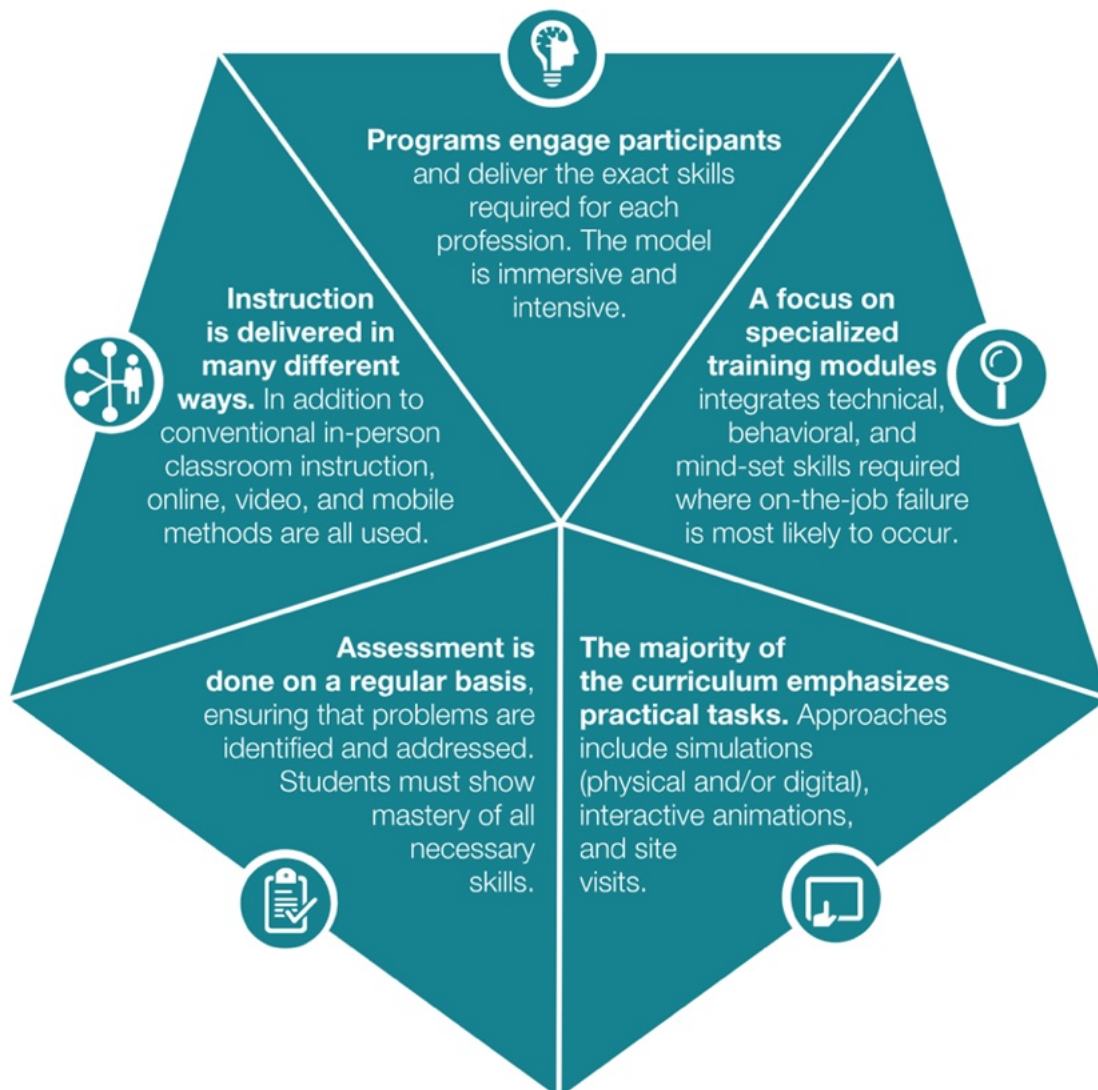 Programs engage participants
and deliver the exact skills
required for each
profession. The model
is immersive and
intensive.
A focus on
specialized
training modules
integrates technical,
behavioral, and
mind-set skills required
where on-the-job failure
is most likely to occur.
The majority of
the curriculum emphasizes
practical tasks. Approaches
include simulations
(physical and/or digital),
interactive animations,
and site
visits.
Assessment is
done on a regular basis,
ensuring that problems are
identified and addressed.
Students must show
mastery of all
necessary
skills.
Instruction
is delivered in
many different
ways. In addition to
conventional in-person
classroom instruction,
online, video, and mobile
methods are all used.